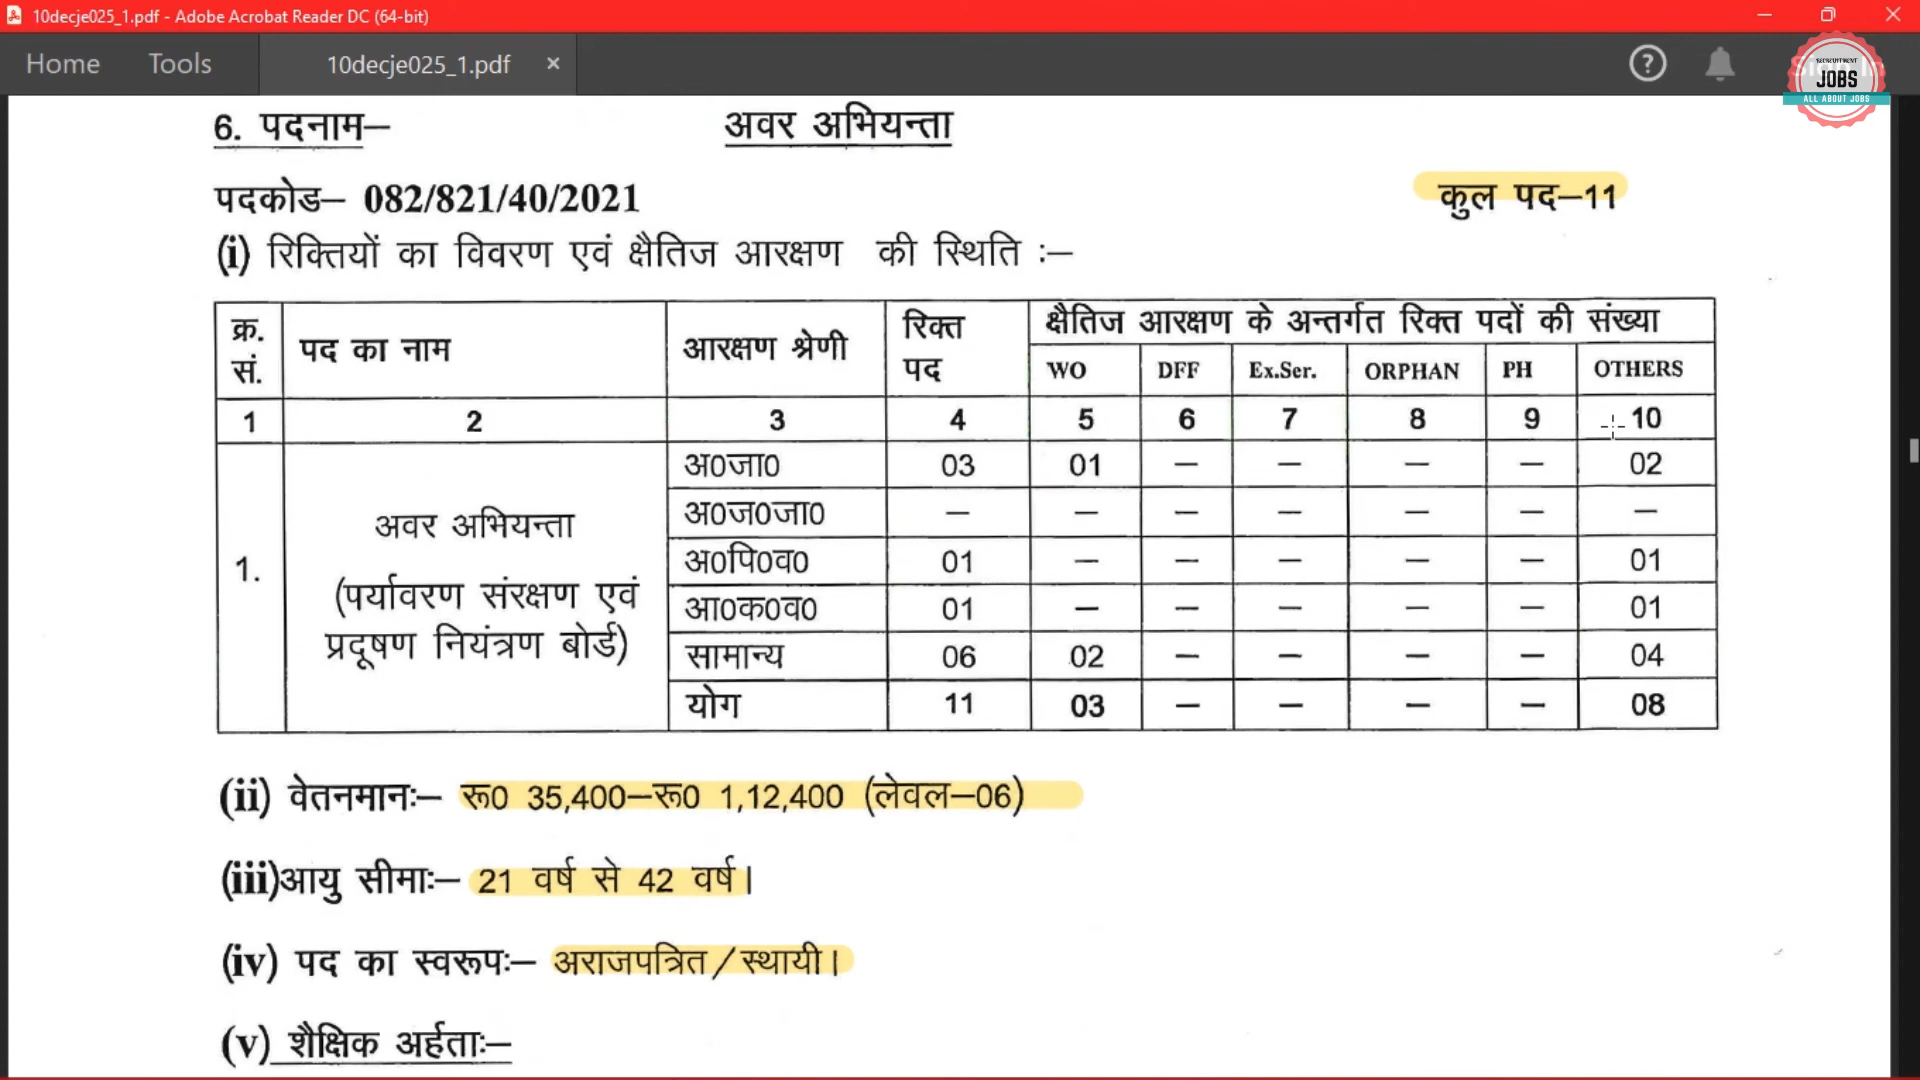 10decje025_1.pdf - Adobe Acrobat Reader DC (64-bit)
Home Tools 10decje025_1.pdf ×
RECRUITMENT
JOBS
ALL ABOUT JOBS
6. पदनाम– अवर अभियन्ता
पदकोड– 082/821/40/2021 कुल पद–11
(i) रिक्तियों का विवरण एवं क्षैतिज आरक्षण की स्थिति :–
क्र. सं. पद का नाम आरक्षण श्रेणी रिक्त पद क्षैतिज आरक्षण के अन्तर्गत रिक्त पदों की संख्या
WO DFF Ex.Ser. ORPHAN PH OTHERS
1 2 3 4 5 6 7 8 9 10
1. अवर अभियन्ता (पर्यावरण संरक्षण एवं प्रदूषण नियंत्रण बोर्ड) अ0जा0 03 01 – – – – 02
अ0ज0जा0 – – – – – – –
अ0पि0व0 01 – – – – – 01
आ0क0व0 01 – – – – – 01
सामान्य 06 02 – – – – 04
योग 11 03 – – – – 08
(ii) वेतनमानः– रू0 35,400–रू0 1,12,400 (लेवल–06)
(iii)आयु सीमाः– 21 वर्ष से 42 वर्ष।
(iv) पद का स्वरूपः– अराजपत्रित/स्थायी।
(v) शैक्षिक अर्हताः–